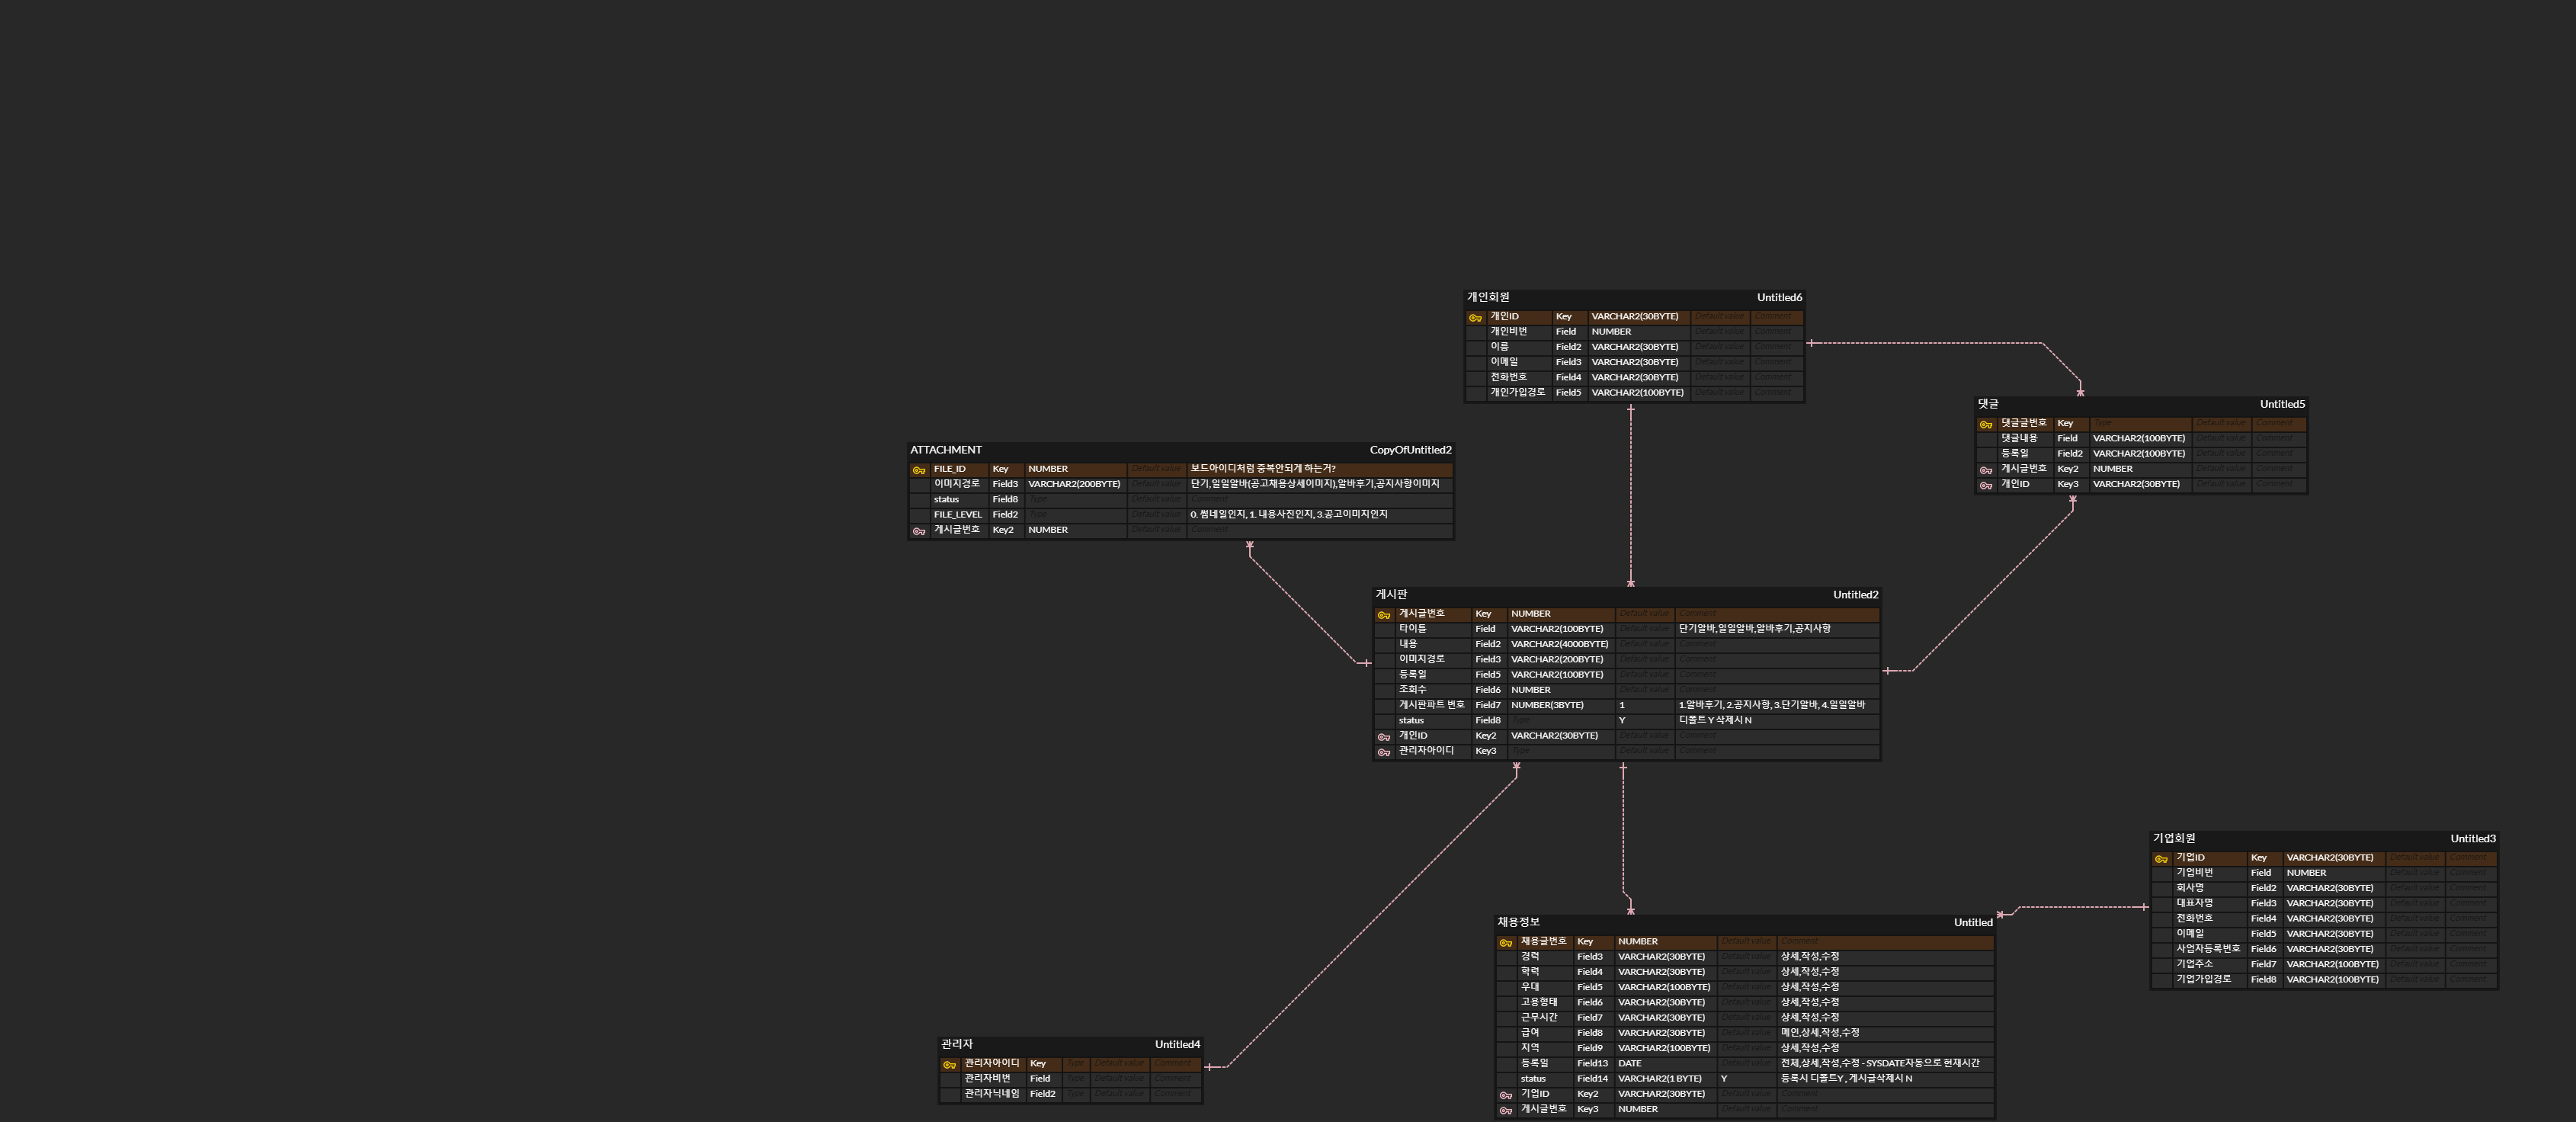 개인회원 Untitled6
개인ID Key VARCHAR2(30BYTE) Default value Comment
개인비번 Field NUMBER Default value Comment
이름 Field2 VARCHAR2(30BYTE) Default value Comment
이메일 Field3 VARCHAR2(30BYTE) Default value Comment
전화번호 Field4 VARCHAR2(30BYTE) Default value Comment
개인가입경로 Field5 VARCHAR2(100BYTE) Default value Comment
댓글 Untitled5
댓글글번호 Key Type Default value Comment
댓글내용 Field VARCHAR2(100BYTE) Default value Comment
등록일 Field2 VARCHAR2(100BYTE) Default value Comment
게시글번호 Key2 NUMBER Default value Comment
개인ID Key3 VARCHAR2(30BYTE) Default value Comment
ATTACHMENT CopyOfUntitled2
FILE_ID Key NUMBER Default value 보드아이디처럼 중복안되게 하는거?
이미지경로 Field3 VARCHAR2(200BYTE) Default value 단기,일일알바(공고채용상세이미지),알바후기,공지사항이미지
status Field8 Type Default value Comment
FILE_LEVEL Field2 Type Default value 0. 썸네일인지, 1. 내용사진인지, 3.공고이미지인지
게시글번호 Key2 NUMBER Default value Comment
게시판 Untitled2
게시글번호 Key NUMBER Default value Comment
타이틀 Field VARCHAR2(100BYTE) Default value 단기알바,일일알바,알바후기,공지사항
내용 Field2 VARCHAR2(4000BYTE) Default value Comment
이미지경로 Field3 VARCHAR2(200BYTE) Default value Comment
등록일 Field5 VARCHAR2(100BYTE) Default value Comment
조회수 Field6 NUMBER Default value Comment
게시판파트 번호 Field7 NUMBER(3BYTE) 1 1.알바후기, 2.공지사항, 3.단기알바, 4.일일알바
status Field8 Type Y 디폴트 Y 삭제시 N
개인ID Key2 VARCHAR2(30BYTE) Default value Comment
관리자아이디 Key3 Type Default value Comment
기업회원 Untitled3
기업ID Key VARCHAR2(30BYTE) Default value Comment
기업비번 Field NUMBER Default value Comment
회사명 Field2 VARCHAR2(30BYTE) Default value Comment
대표자명 Field3 VARCHAR2(30BYTE) Default value Comment
전화번호 Field4 VARCHAR2(30BYTE) Default value Comment
이메일 Field5 VARCHAR2(30BYTE) Default value Comment
사업자등록번호 Field6 VARCHAR2(30BYTE) Default value Comment
기업주소 Field7 VARCHAR2(100BYTE) Default value Comment
기업가입경로 Field8 VARCHAR2(100BYTE) Default value Comment
채용정보 Untitled
채용글번호 Key NUMBER Default value Comment
경력 Field3 VARCHAR2(30BYTE) Default value 상세,작성,수정
학력 Field4 VARCHAR2(30BYTE) Default value 상세,작성,수정
우대 Field5 VARCHAR2(100BYTE) Default value 상세,작성,수정
고용형태 Field6 VARCHAR2(30BYTE) Default value 상세,작성,수정
근무시간 Field7 VARCHAR2(30BYTE) Default value 상세,작성,수정
급여 Field8 VARCHAR2(30BYTE) Default value 메인,상세,작성,수정
지역 Field9 VARCHAR2(100BYTE) Default value 상세,작성,수정
등록일 Field13 DATE Default value 전체,상세,작성,수정 - SYSDATE자동으로 현재시간
status Field14 VARCHAR2(1 BYTE) Y 등록시 디폴트Y , 게시글삭제시 N
기업ID Key2 VARCHAR2(30BYTE) Default value Comment
게시글번호 Key3 NUMBER Default value Comment
관리자 Untitled4
관리자아이디 Key Type Default value Comment
관리자비번 Field Type Default value Comment
관리자닉네임 Field2 Type Default value Comment